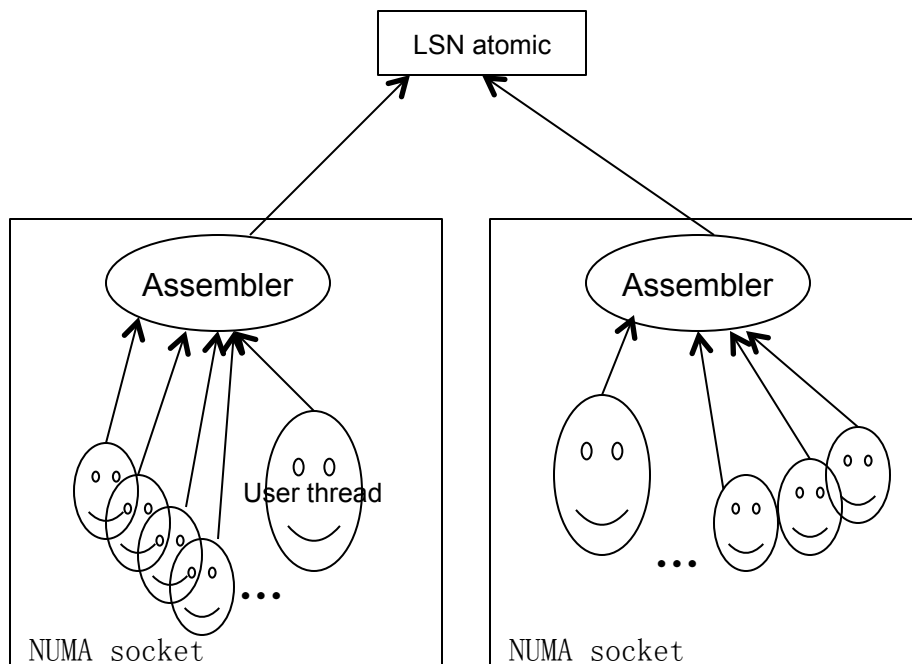 LSN atomic
Assembler
Assembler
User thread
...
...
NUMA socket
NUMA socket